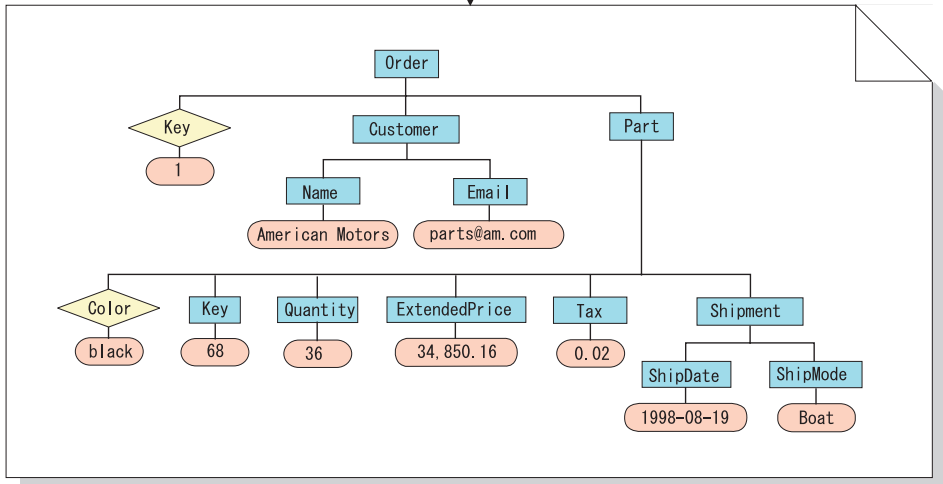 Order
Key
Customer
Part
1
Name
Email
American Motors
parts@am.com
Color
Key
Quantity
ExtendedPrice
Tax
Shipment
black
68
36
34,850.16
0.02
ShipDate
ShipMode
1998-08-19
Boat